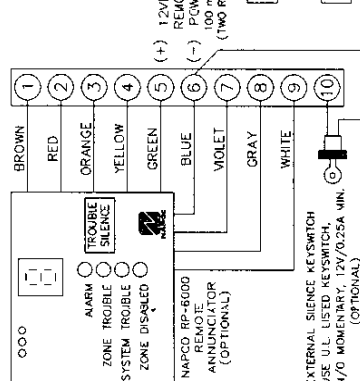 12V
REMO
POW
100 m
(TWO R
(+)
(-)
1
2
3
4
5
6
7
8
9
10
BROWN
RED
ORANGE
YELLOW
GREEN
BLUE
VIOLET
GRAY
WHITE
TROUBLE
SILENCE
NAPCO
ALARM
ZONE TROUBLE
SYSTEM TROUBLE
ZONE DISABLED
NAPCO RP-6000
REMOTE
ANNUNCIATOR
(OPTIONAL)
EXTERNAL SILENCE KEYSWITCH
USE U.L. LISTED KEYSWITCH,
N/O MOMENTARY, 12V/0.25A MIN.
(OPTIONAL)